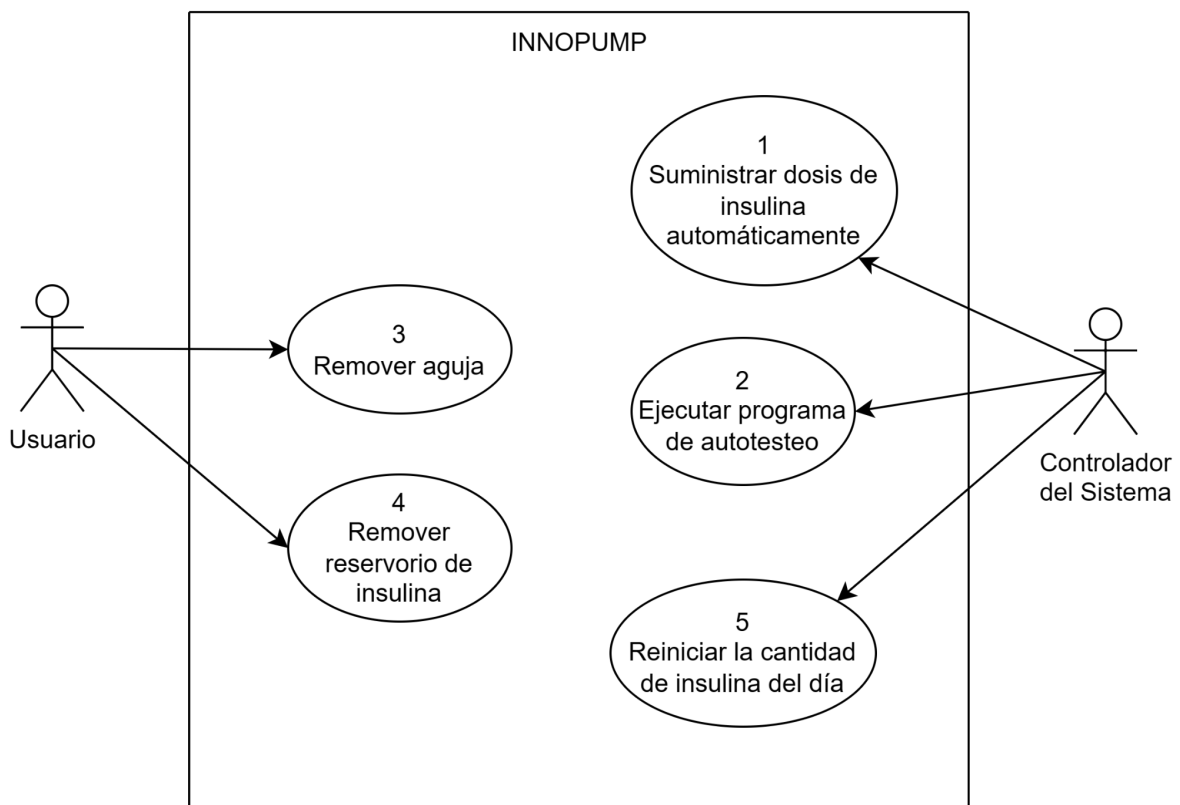 INNOPUMP
1
Suministrar dosis de
insulina
automáticamente
3
Remover aguja
2
Ejecutar programa
de autotesteo
Usuario
Controlador
del Sistema
4
Remover
reservorio de
insulina
5
Reiniciar la cantidad
de insulina del día